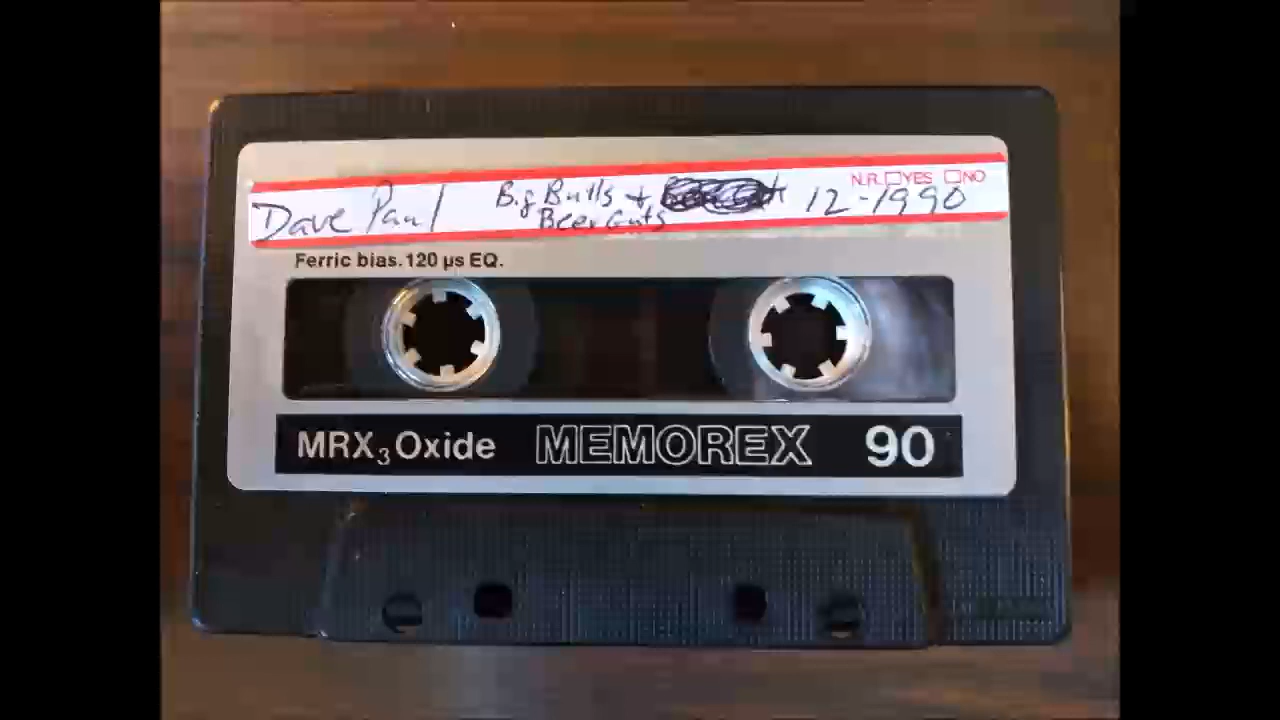 N.R. □YES □NO
Dave Paul Big Butts + 12-1990
Beer Guts
Ferric bias. 120 µs EQ.
MRX₃ Oxide MEMOREX 90